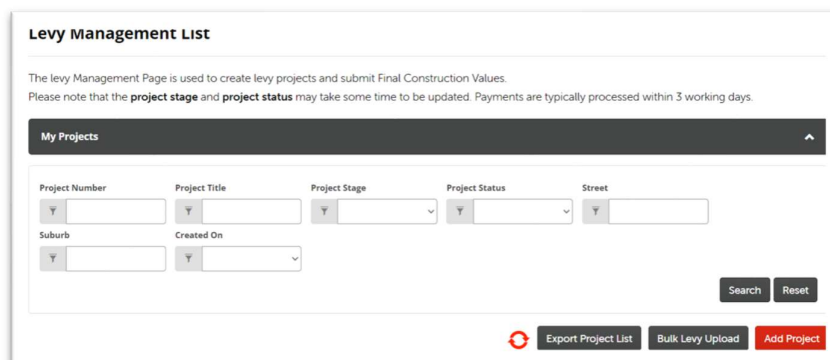 Levy Management List
The levy Management Page is used to create levy projects and submit Final Construction Values.
Please note that the project stage and project status may take some time to be updated. Payments are typically processed within 3 working days.
My Projects
Project Number Project Title Project Stage Project Status Street
Suburb Created On
Search Reset
Export Project List Bulk Levy Upload Add Project